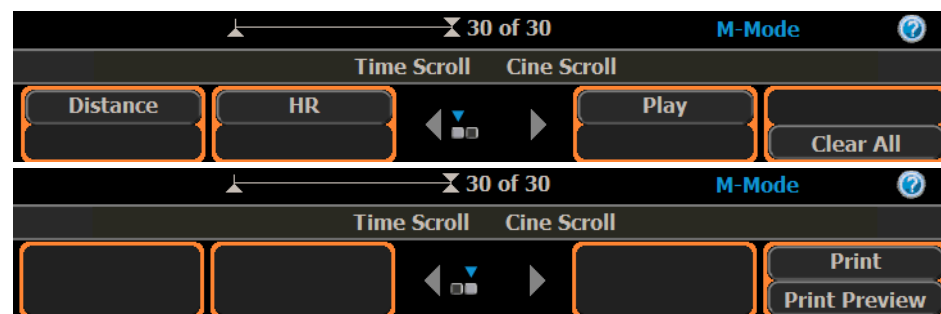 30 of 30 M-Mode ?
Time Scroll Cine Scroll
Distance HR Play
Clear All
30 of 30 M-Mode ?
Time Scroll Cine Scroll
Print
Print Preview